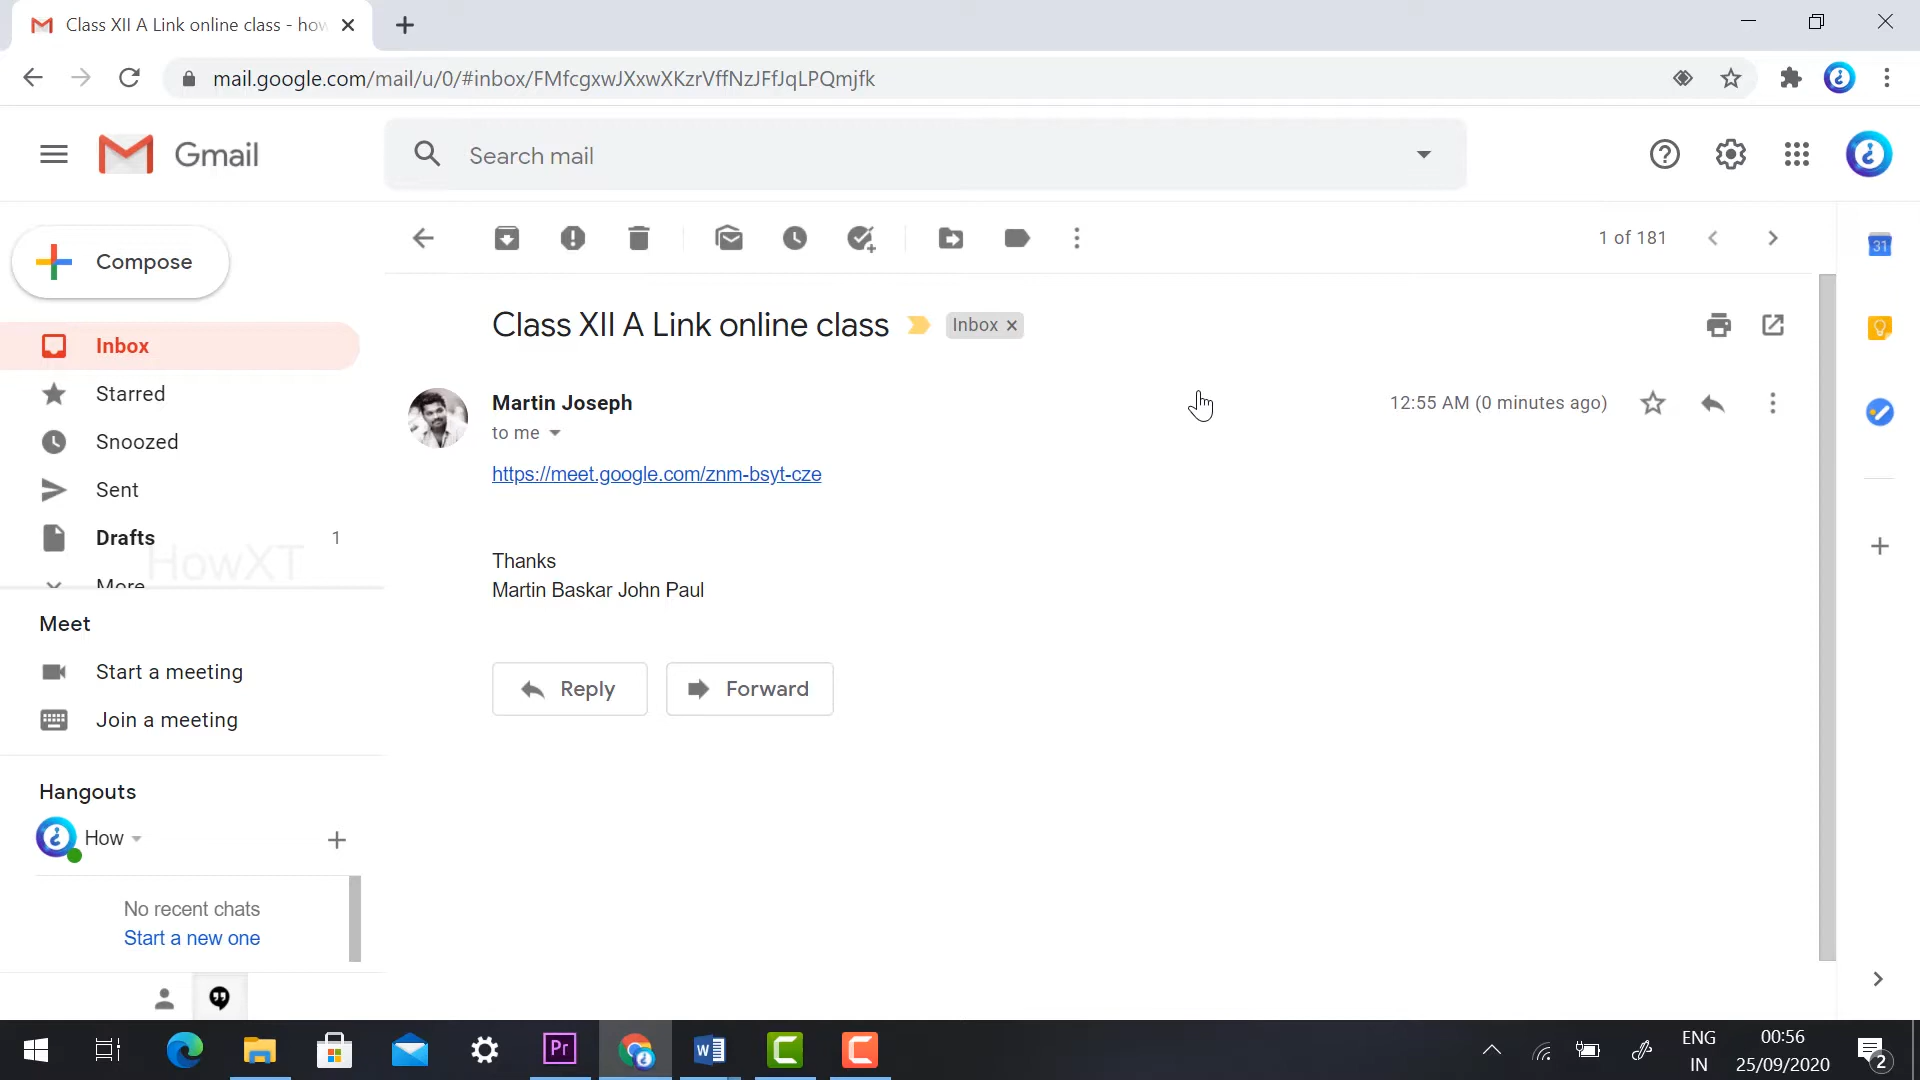 Class XII A Link online class - how
mail.google.com/mail/u/0/#inbox/FMfcgxwJXxwXKzrVffNzJFfJqLPQmjfk
Gmail
Search mail
Compose
1 of 181
31
Inbox
Starred
Snoozed
Sent
Drafts 1
More
HowXT
Class XII A Link online class Inbox ×
Martin Joseph
12:55 AM (0 minutes ago)
to me
https://meet.google.com/znm-bsyt-cze
Thanks
Martin Baskar John Paul
Reply
Forward
Meet
Start a meeting
Join a meeting
Hangouts
How
No recent chats
Start a new one
Pr
W
ENG
IN
00:56
25/09/2020
2